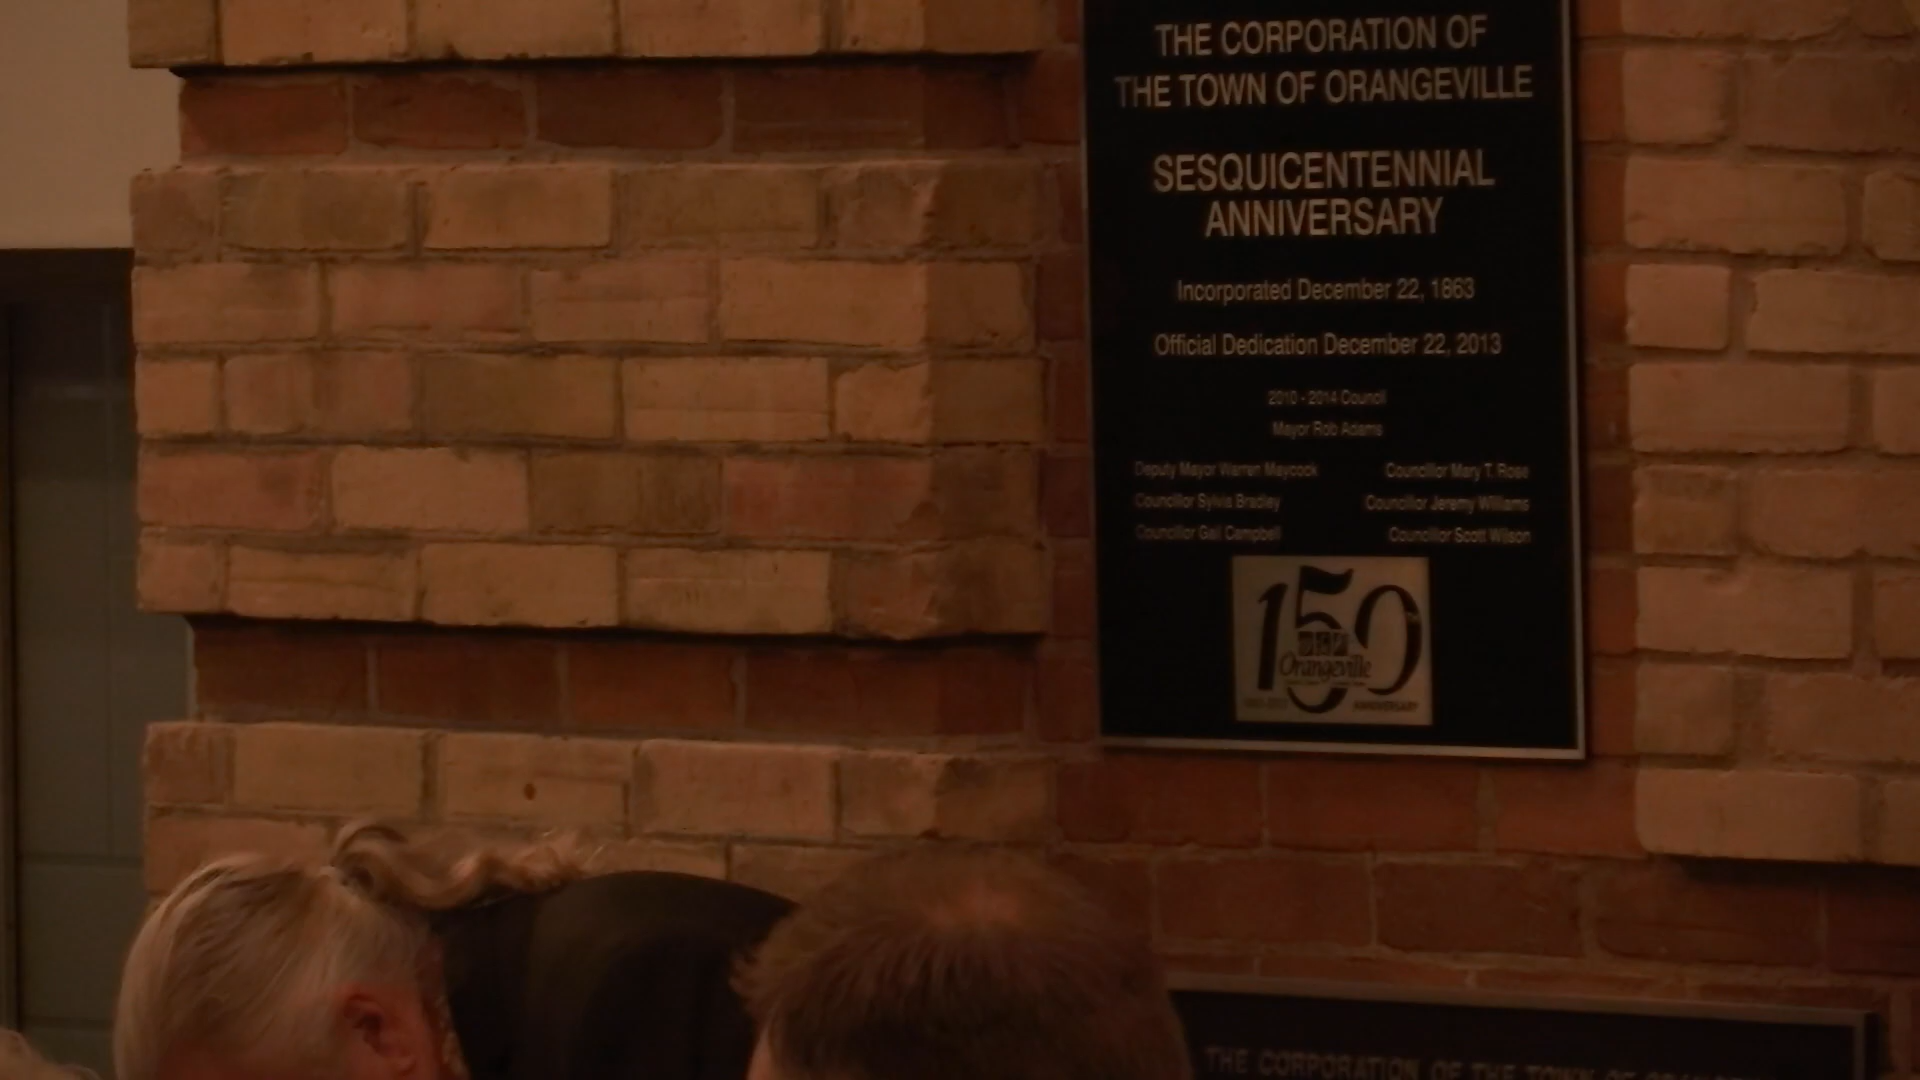 THE CORPORATION OF
THE TOWN OF ORANGEVILLE
SESQUICENTENNIAL
ANNIVERSARY
Incorporated December 22, 1863
Official Dedication December 22, 2013
2010 - 2014 Council
Mayor Rob Adams
Deputy Mayor Warren Maycock Councillor Mary T. Rose
Councillor Sylvia Bradley Councillor Jeremy Williams
Councillor Gail Campbell Councillor Scott Wilson
150
Orangeville
ANNIVERSARY
THE CORPORATION OF THE TOWN OF